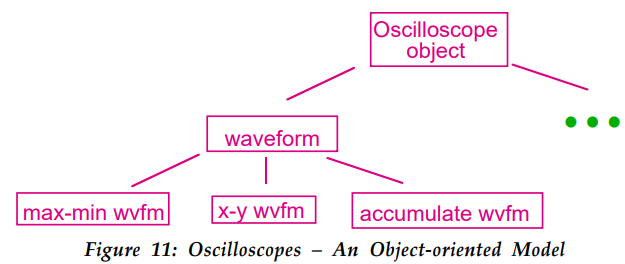 Oscilloscope
object
waveform
max-min wvfm
x-y wvfm
accumulate wvfm
Figure 11: Oscilloscopes – An Object-oriented Model